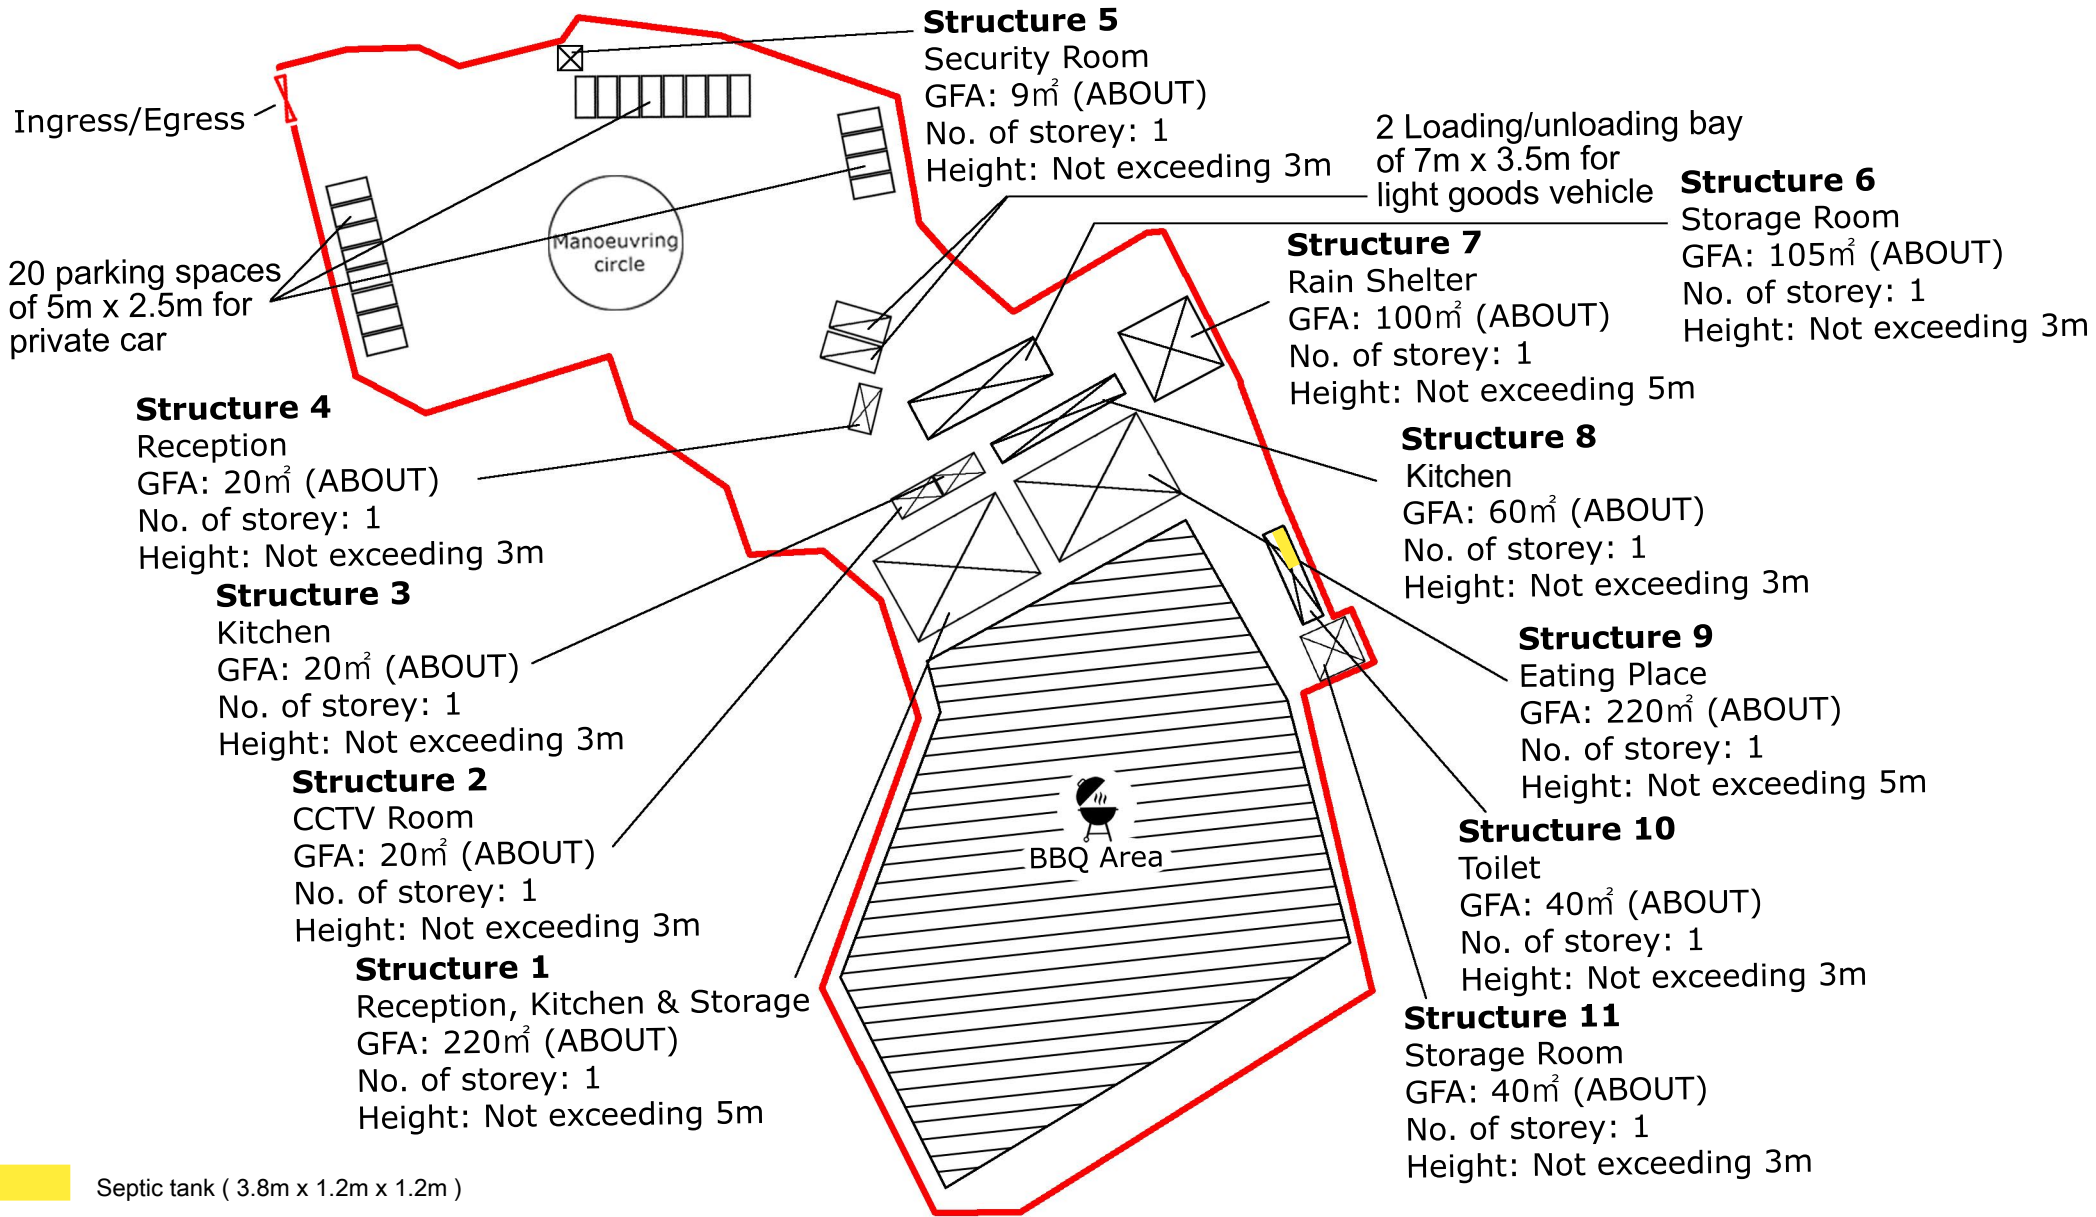 Structure 5
Security Room
GFA: 9㎡ (ABOUT)
No. of storey: 1
Height: Not exceeding 3m
Ingress/Egress
2 Loading/unloading bay
of 7m x 3.5m for
light goods vehicle
Structure 6
Storage Room
GFA: 105㎡ (ABOUT)
No. of storey: 1
Height: Not exceeding 3m
Structure 7
Rain Shelter
GFA: 100㎡ (ABOUT)
No. of storey: 1
Height: Not exceeding 5m
Manoeuvring
circle
20 parking spaces
of 5m x 2.5m for
private car
Structure 4
Reception
GFA: 20㎡ (ABOUT)
No. of storey: 1
Height: Not exceeding 3m
Structure 8
Kitchen
GFA: 60㎡ (ABOUT)
No. of storey: 1
Height: Not exceeding 3m
Structure 3
Kitchen
GFA: 20㎡ (ABOUT)
No. of storey: 1
Height: Not exceeding 3m
Structure 9
Eating Place
GFA: 220㎡ (ABOUT)
No. of storey: 1
Height: Not exceeding 5m
Structure 2
CCTV Room
GFA: 20㎡ (ABOUT)
No. of storey: 1
Height: Not exceeding 3m
BBQ Area
Structure 10
Toilet
GFA: 40㎡ (ABOUT)
No. of storey: 1
Height: Not exceeding 3m
Structure 1
Reception, Kitchen & Storage
GFA: 220㎡ (ABOUT)
No. of storey: 1
Height: Not exceeding 5m
Structure 11
Storage Room
GFA: 40㎡ (ABOUT)
No. of storey: 1
Height: Not exceeding 3m
Septic tank ( 3.8m x 1.2m x 1.2m )